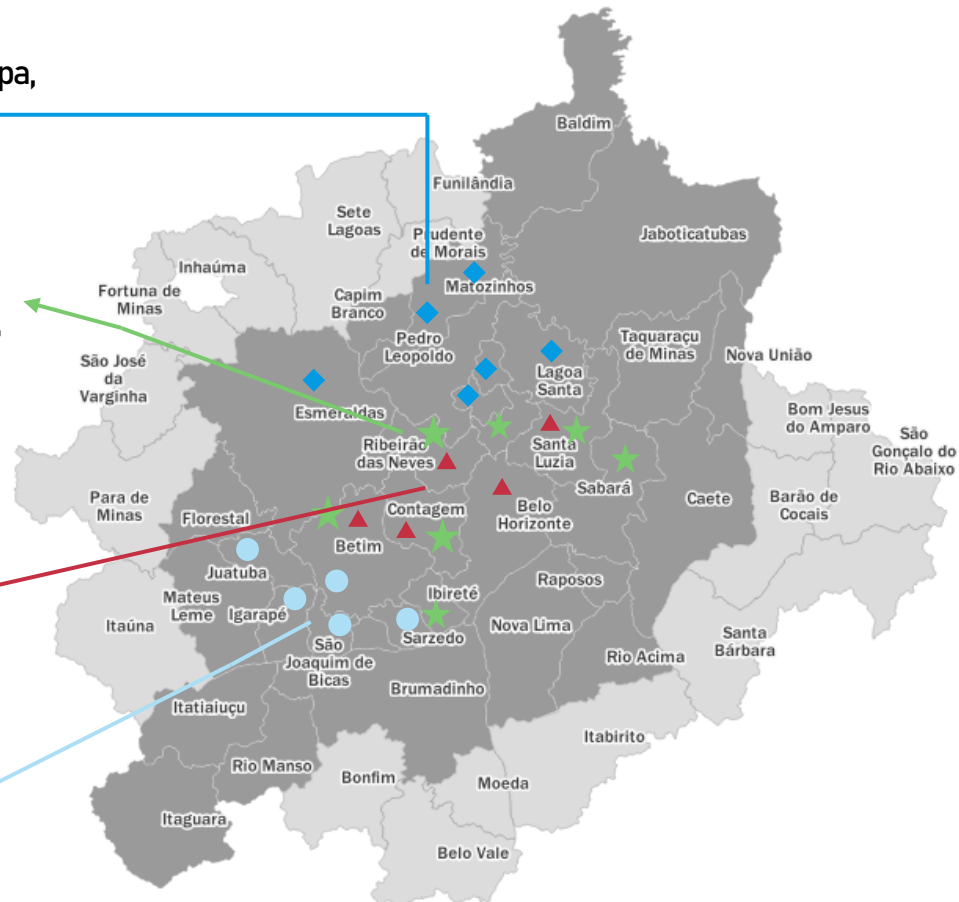 pa,
Baldim
Funilândia
Sete
Lagoas
Prudente
de Morais
Jaboticatubas
Inhaúma
Matozinhos
Fortuna de
Minas
Capim
Branco
Pedro
Leopoldo
Taquaraçu
de Minas
Nova União
São José
da
Varginha
Lagoa
Santa
Esmeraldas
Bom Jesus
do Amparo
São
Gonçalo do
Rio Abaixo
Ribeirão
das Neves
Santa
Luzia
Sabará
Para de
Minas
Florestal
Contagem
Belo
Horizonte
Caete
Barão de
Cocais
Betim
Juatuba
Raposos
Mateus
Leme
Igarapé
Ibireté
Itaúna
Sarzedo
Nova Lima
São
Joaquim de
Bicas
Santa
Bárbara
Rio Acima
Brumadinho
Itatiaiuçu
Itabirito
Rio Manso
Bonfim
Moeda
Itaguara
Belo Vale